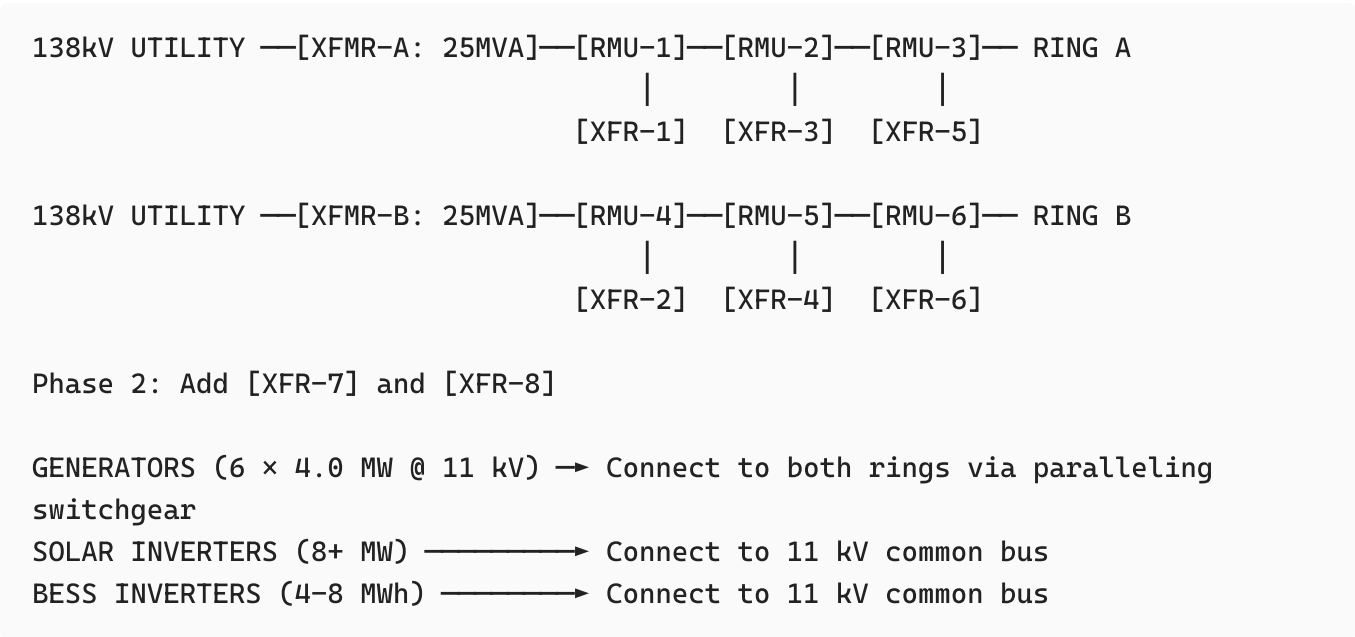 138kV UTILITY ──[XFMR-A: 25MVA]──[RMU-1]──[RMU-2]──[RMU-3]── RING A
│ │ │
[XFR-1] [XFR-3] [XFR-5]
138kV UTILITY ──[XFMR-B: 25MVA]──[RMU-4]──[RMU-5]──[RMU-6]── RING B
│ │ │
[XFR-2] [XFR-4] [XFR-6]
Phase 2: Add [XFR-7] and [XFR-8]
GENERATORS (6 × 4.0 MW @ 11 kV) ─► Connect to both rings via paralleling
switchgear
SOLAR INVERTERS (8+ MW) ─────────► Connect to 11 kV common bus
BESS INVERTERS (4-8 MWh) ────────► Connect to 11 kV common bus